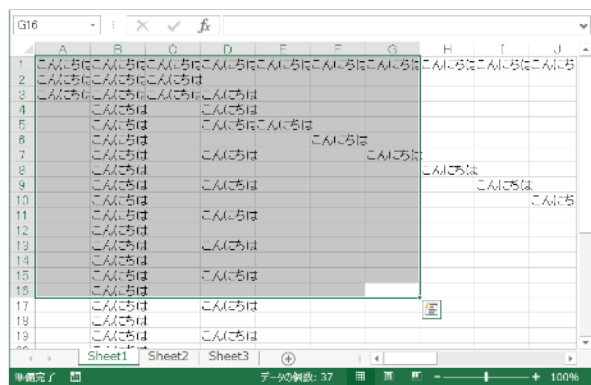 G16 fx
A B C D E F G H I J
1 こんにちは こんにちは こんにちは こんにちは こんにちは こんにちは こんにちは こんにちは こんにちは こんにち
2 こんにちは こんにちは こんにちは
3 こんにちは こんにちは こんにちは こんにちは
4 こんにちは こんにちは
5 こんにちは こんにちは こんにちは
6 こんにちは こんにちは
7 こんにちは こんにちは こんにちは
8 こんにちは こんにちは
9 こんにちは こんにちは こんにちは
10 こんにちは こんにち
11 こんにちは こんにちは
12 こんにちは
13 こんにちは こんにちは
14 こんにちは
15 こんにちは こんにちは
16 こんにちは
17 こんにちは こんにちは
18 こんにちは
19 こんにちは こんにちは
Sheet1 Sheet2 Sheet3
準備完了 データの個数: 37 100%